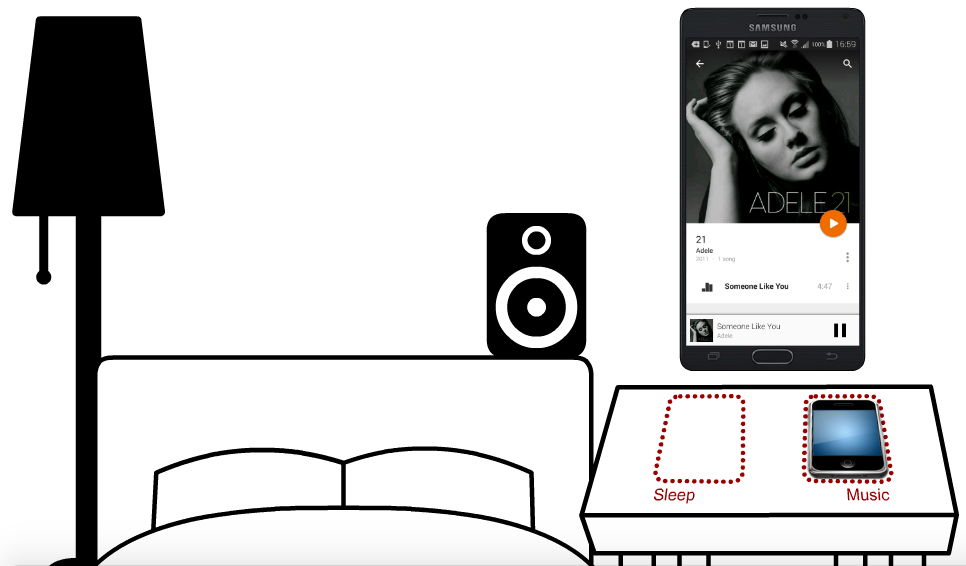 SAMSUNG
100% 16:59
ADELE 21
21
Adele
2011 · 1 song
Someone Like You 4:47
Someone Like You
Adele
Sleep
Music